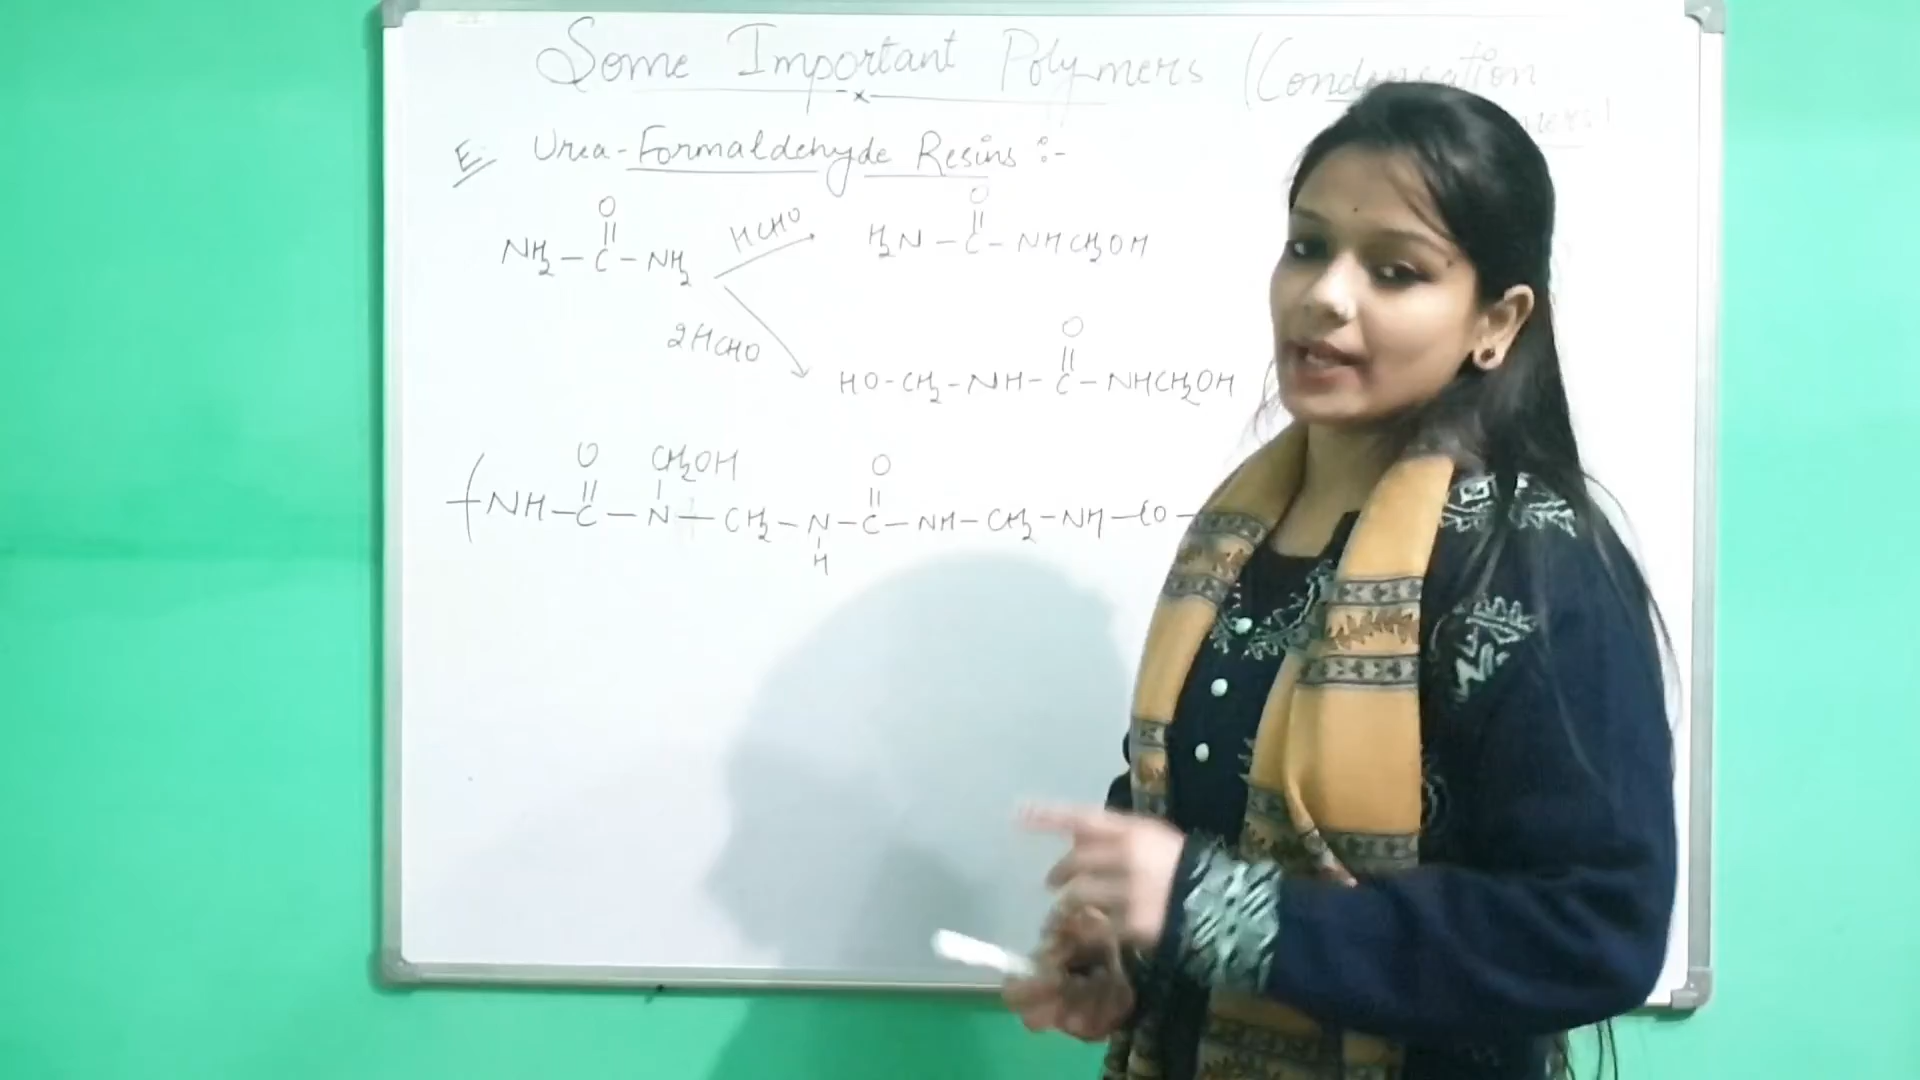 Some Important Polymers (Condensation
E. Urea-Formaldehyde Resins :-
O
NH2 – C – NH2
HCHO
O
H2N – C – NHCH2OH
2HCHO
O
HO-CH2-NH-C-NHCH2OH
O CH2OH O
NH–C–N–CH2–N–C–NH–CH2–NH–CO–
H